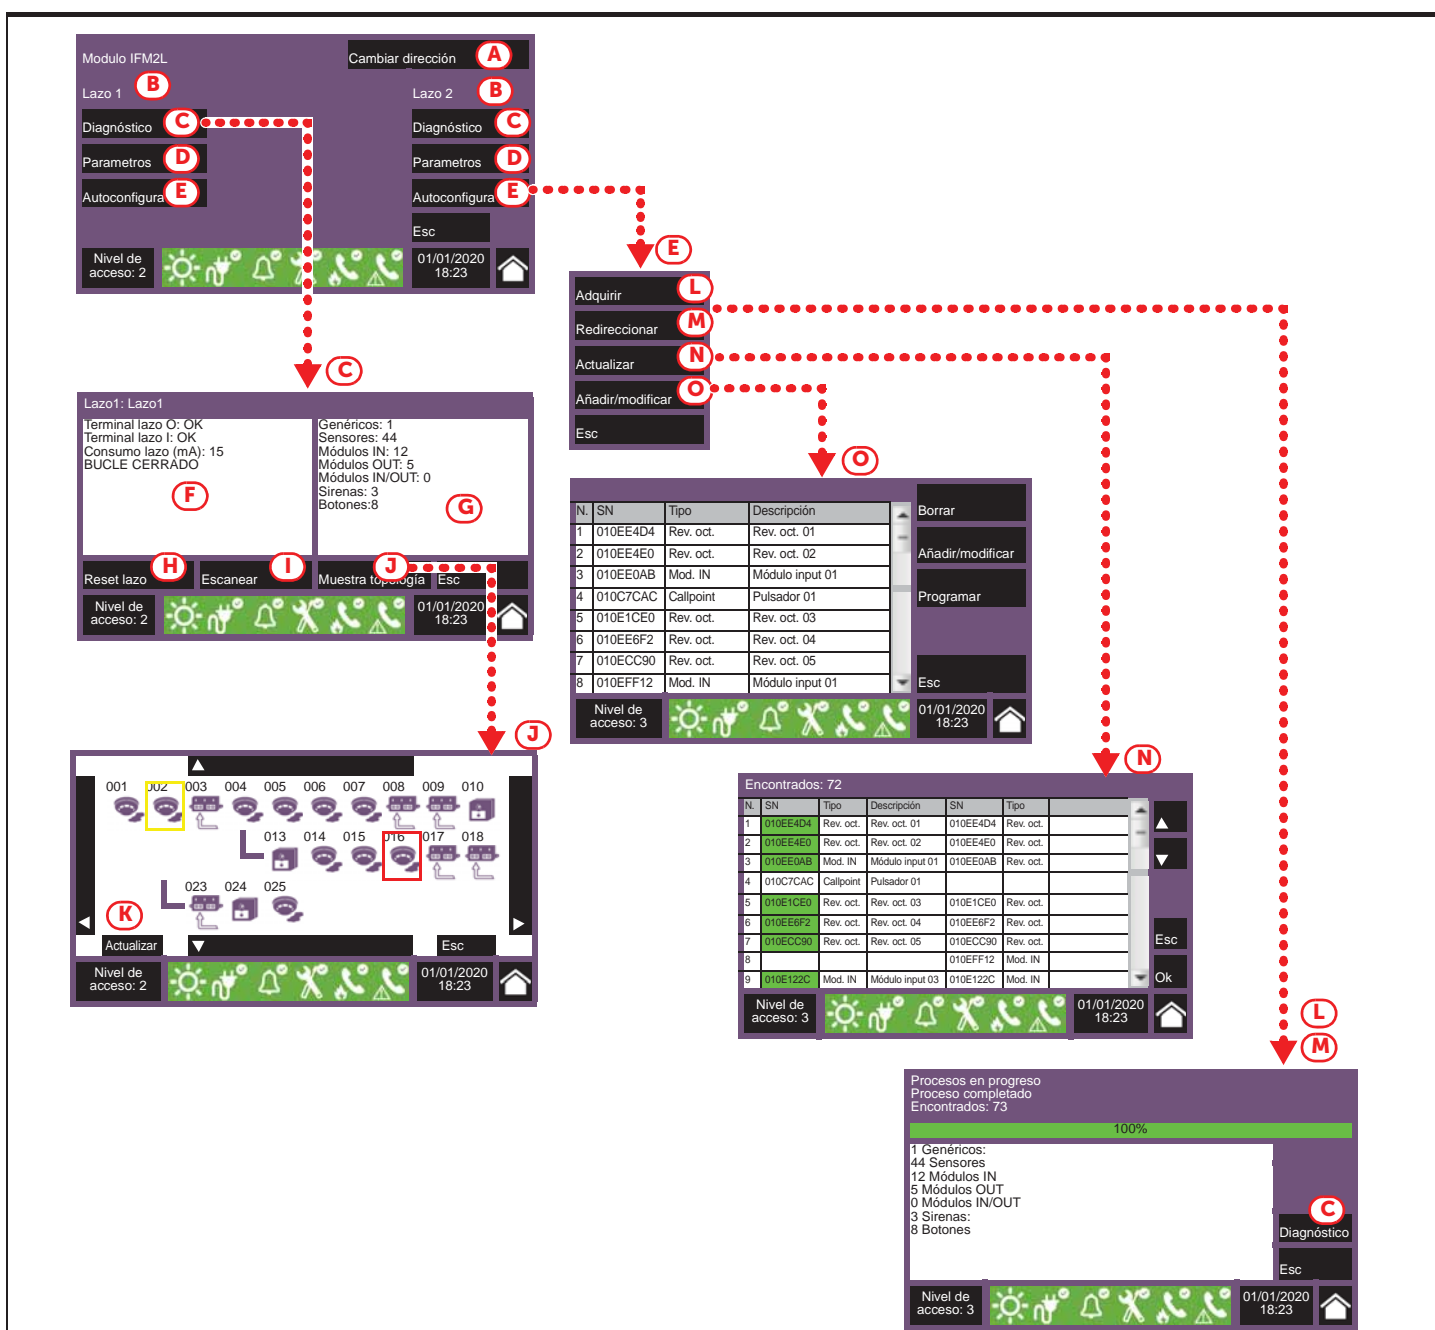 Modulo IFM2L
Cambiar dirección
A
Lazo 1
B
Lazo 2
B
Diagnóstico
C
Diagnóstico
C
Parametros
D
Parametros
D
Autoconfigura
E
Autoconfigura
E
Esc
Nivel de
acceso: 2
01/01/2020
18:23
E
Adquirir
L
Redireccionar
M
Actualizar
N
Añadir/modificar
O
Esc
C
Lazo1: Lazo1
Terminal lazo O: OK
Terminal lazo I: OK
Consumo lazo (mA): 15
BUCLE CERRADO
F
Genéricos: 1
Sensores: 44
Módulos IN: 12
Módulos OUT: 5
Módulos IN/OUT: 0
Sirenas: 3
Botones:8
G
H
I
J
Reset lazo
Escanear
Muestra topología
Esc
Nivel de
acceso: 2
01/01/2020
18:23
O
N. SN Tipo Descripción
1 010EE4D4 Rev. oct. Rev. oct. 01
2 010EE4E0 Rev. oct. Rev. oct. 02
3 010EE0AB Mod. IN Módulo input 01
4 010C7CAC Callpoint Pulsador 01
5 010E1CE0 Rev. oct. Rev. oct. 03
6 010EE6F2 Rev. oct. Rev. oct. 04
7 010ECC90 Rev. oct. Rev. oct. 05
8 010EFF12 Mod. IN Módulo input 01
Borrar
Añadir/modificar
Programar
Esc
Nivel de
acceso: 3
01/01/2020
18:23
J
001 002 003 004 005 006 007 008 009 010
013 014 015 016 017 018
023 024 025
K
Actualizar
Esc
Nivel de
acceso: 2
01/01/2020
18:23
N
Encontrados: 72
N. SN Tipo Descripción SN Tipo
1 010EE4D4 Rev. oct. Rev. oct. 01 010EE4D4 Rev. oct.
2 010EE4E0 Rev. oct. Rev. oct. 02 010EE4E0 Rev. oct.
3 010EE0AB Mod. IN Módulo input 01 010EE0AB Rev. oct.
4 010C7CAC Callpoint Pulsador 01
5 010E1CE0 Rev. oct. Rev. oct. 03 010E1CE0 Rev. oct.
6 010EE6F2 Rev. oct. Rev. oct. 04 010EE6F2 Rev. oct.
7 010ECC90 Rev. oct. Rev. oct. 05 010ECC90 Rev. oct.
8 010EFF12 Mod. IN
9 010E122C Mod. IN Módulo input 03 010E122C Mod. IN
Esc
Ok
Nivel de
acceso: 3
01/01/2020
18:23
L
M
Procesos en progreso
Proceso completado
Encontrados: 73
100%
1 Genéricos:
44 Sensores
12 Módulos IN
5 Módulos OUT
0 Módulos IN/OUT
3 Sirenas:
8 Botones
C
Diagnóstico
Esc
Nivel de
acceso: 3
01/01/2020
18:23